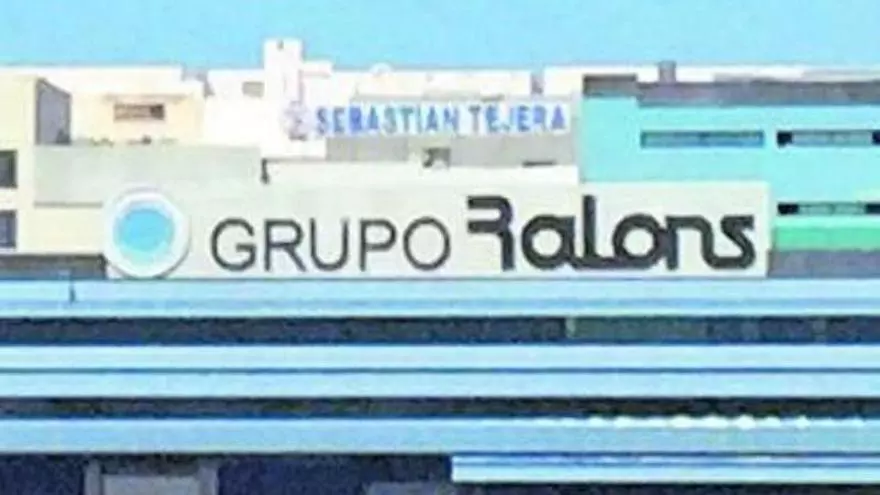 SEBASTIAN TEJERA
GRUPO Ralons